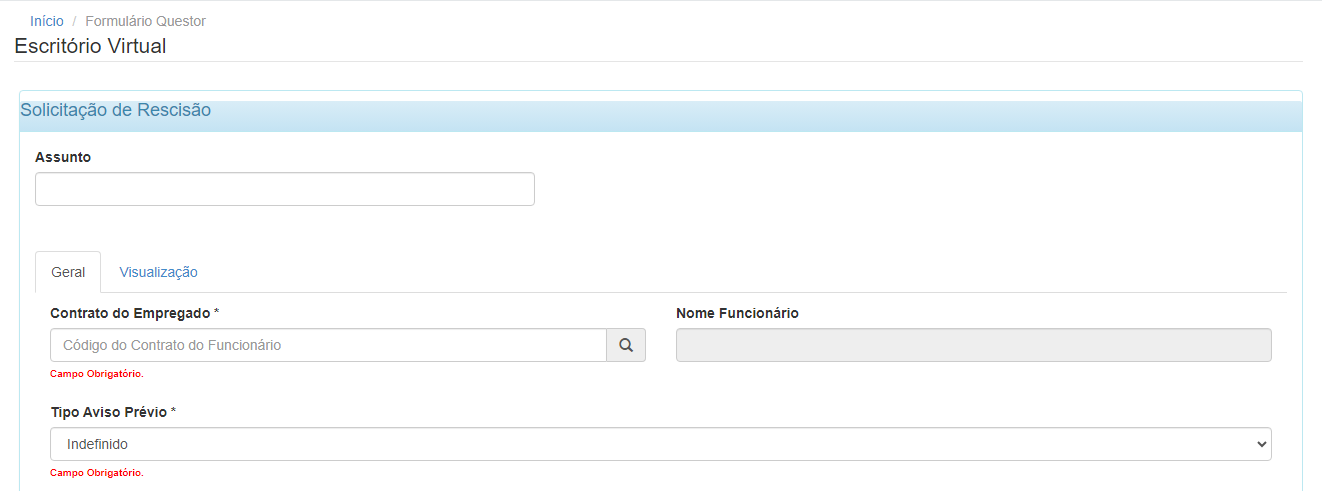 Início / Formulário Questor
Escritório Virtual
Solicitação de Rescisão
Assunto
Geral Visualização
Contrato do Empregado * Nome Funcionário
Código do Contrato do Funcionário
Campo Obrigatório.
Tipo Aviso Prévio *
Indefinido
Campo Obrigatório.